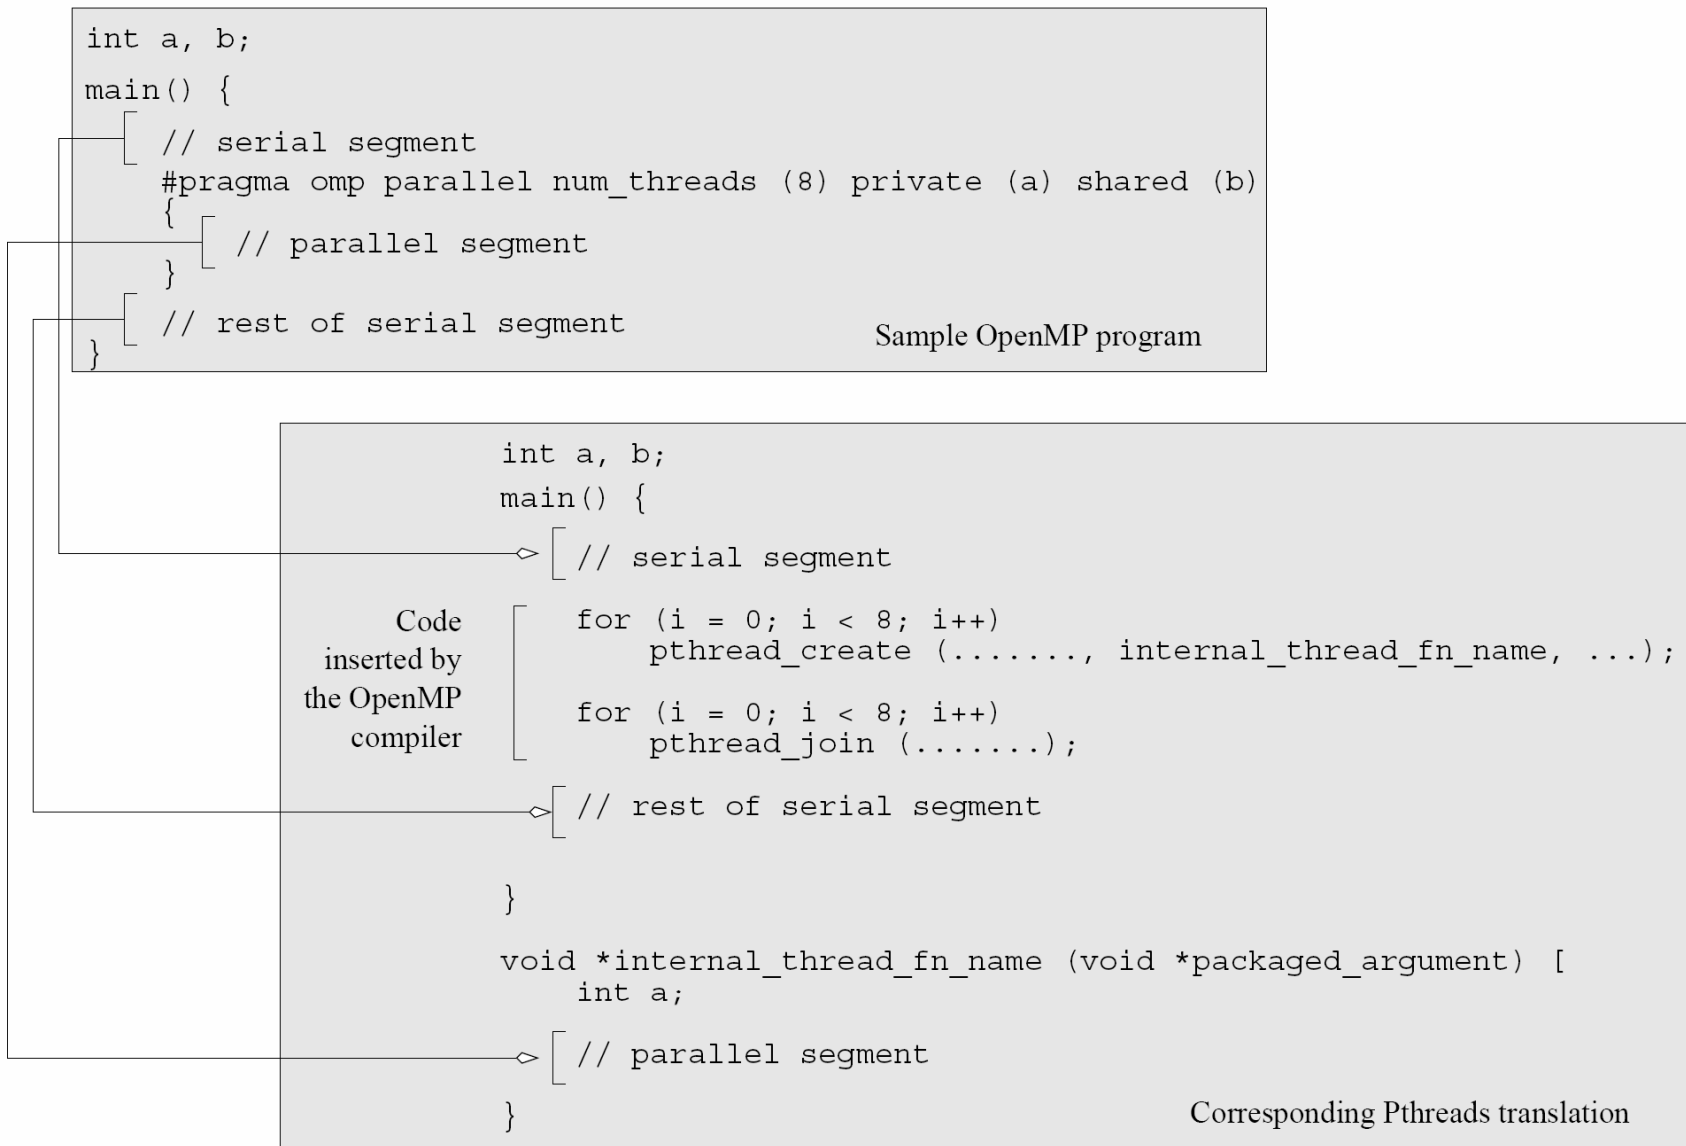 int a, b;
main() {
// serial segment
#pragma omp parallel num_threads (8) private (a) shared (b)
{
// parallel segment
}
// rest of serial segment
}
Sample OpenMP program
int a, b;
main() {
// serial segment
Code
inserted by
the OpenMP
compiler
for (i = 0; i < 8; i++)
pthread_create (......., internal_thread_fn_name, ...);
for (i = 0; i < 8; i++)
pthread_join (.......);
// rest of serial segment
}
void *internal_thread_fn_name (void *packaged_argument) [
int a;
// parallel segment
}
Corresponding Pthreads translation